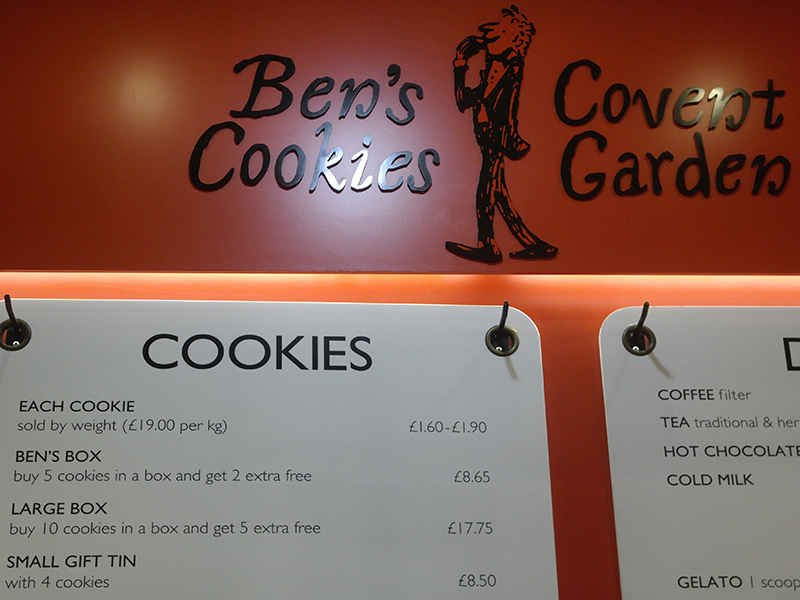 Ben's Cookies
Covent Garden
COOKIES
EACH COOKIE
sold by weight (£19.00 per kg) £1.60-£1.90
BEN'S BOX
buy 5 cookies in a box and get 2 extra free £8.65
LARGE BOX
buy 10 cookies in a box and get 5 extra free £17.75
SMALL GIFT TIN
with 4 cookies £8.50
COFFEE filter
TEA traditional &
HOT CHOCOLATE
COLD MILK
GELATO 1 scoop